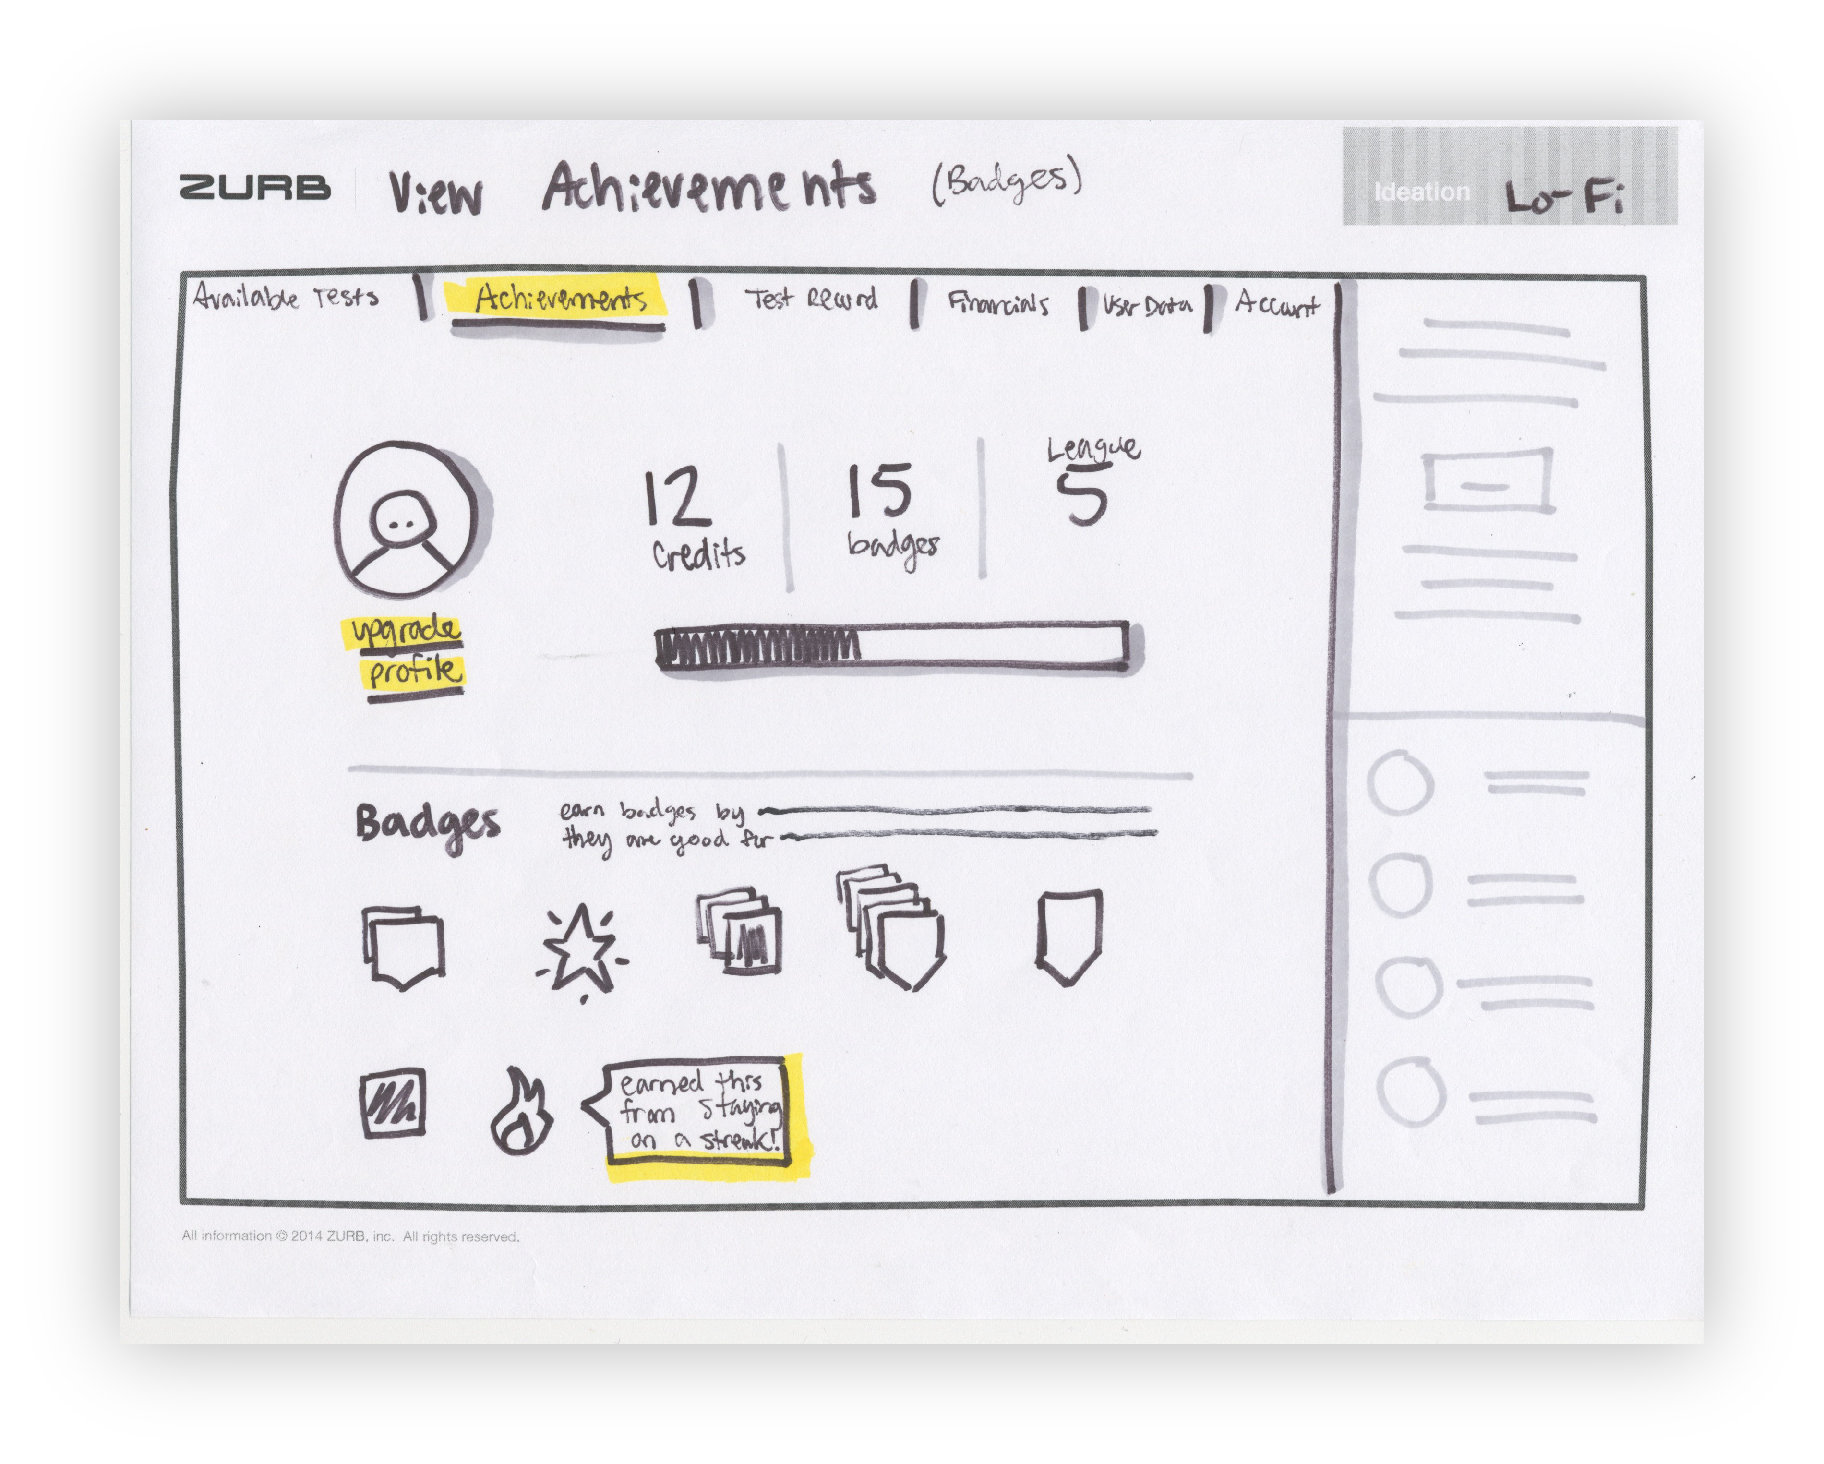 ZURB View Achievements (Badges)
Ideation Lo-Fi
Available Tests Achievements Test Record Financials User Data Account
12 Credits
15 badges
League 5
upgrade
profile
Badges
earn badges by
they are good for
earned this
from staying
on a streak!
All information © 2014 ZURB, inc. All rights reserved.